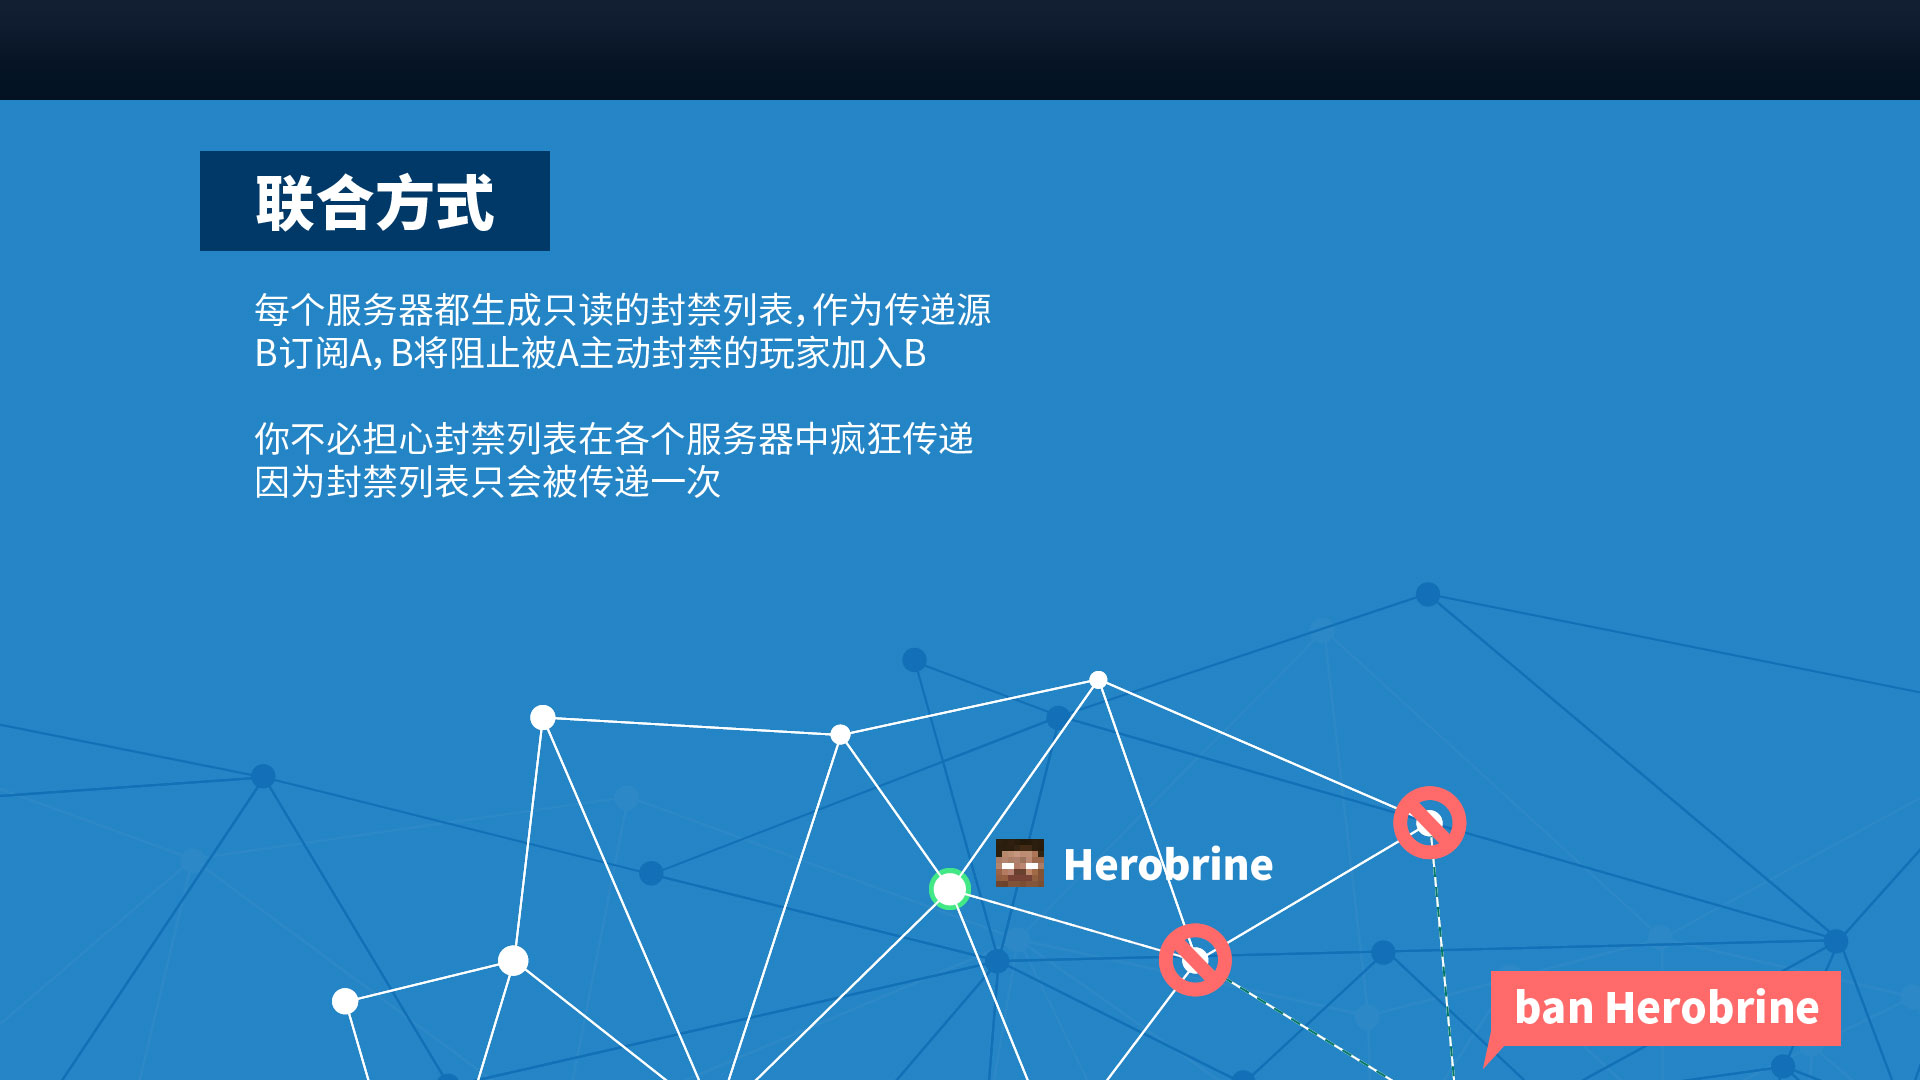 联合方式
每个服务器都生成只读的封禁列表，作为传递源
B订阅A，B将阻止被A主动封禁的玩家加入B
你不必担心封禁列表在各个服务器中疯狂传递
因为封禁列表只会被传递一次
Herobrine
ban Herobrine